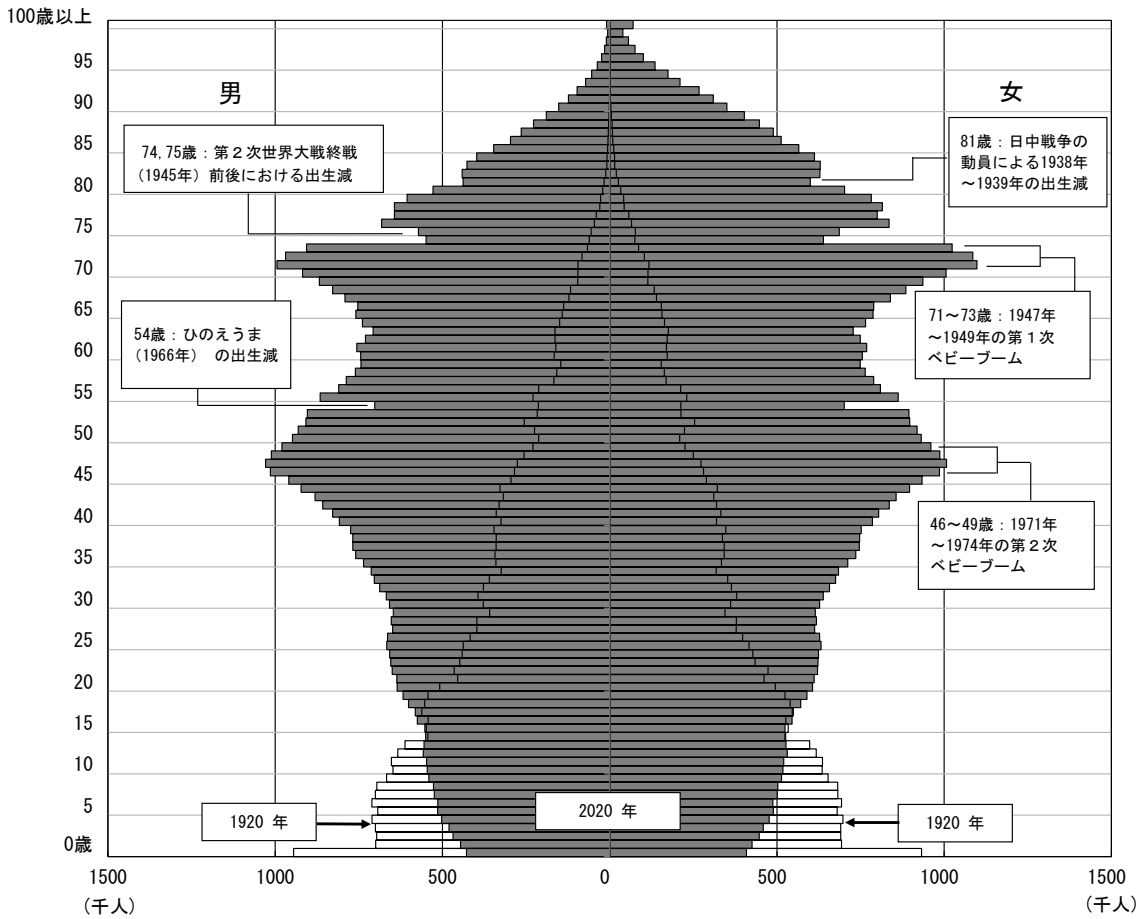 100歳以上
95
90
85
80
75
70
65
60
55
50
45
40
35
30
25
20
15
10
5
0歳
男
女
74,75歳：第２次世界大戦終戦
（1945年）前後における出生減
81歳：日中戦争の
動員による1938年
～1939年の出生減
54歳：ひのえうま
（1966年） の出生減
71～73歳：1947年
～1949年の第１次
ベビーブーム
46～49歳：1971年
～1974年の第２次
ベビーブーム
1920 年
2020 年
1920 年
1500
1000
500
0
500
1000
1500
（千人）
（千人）